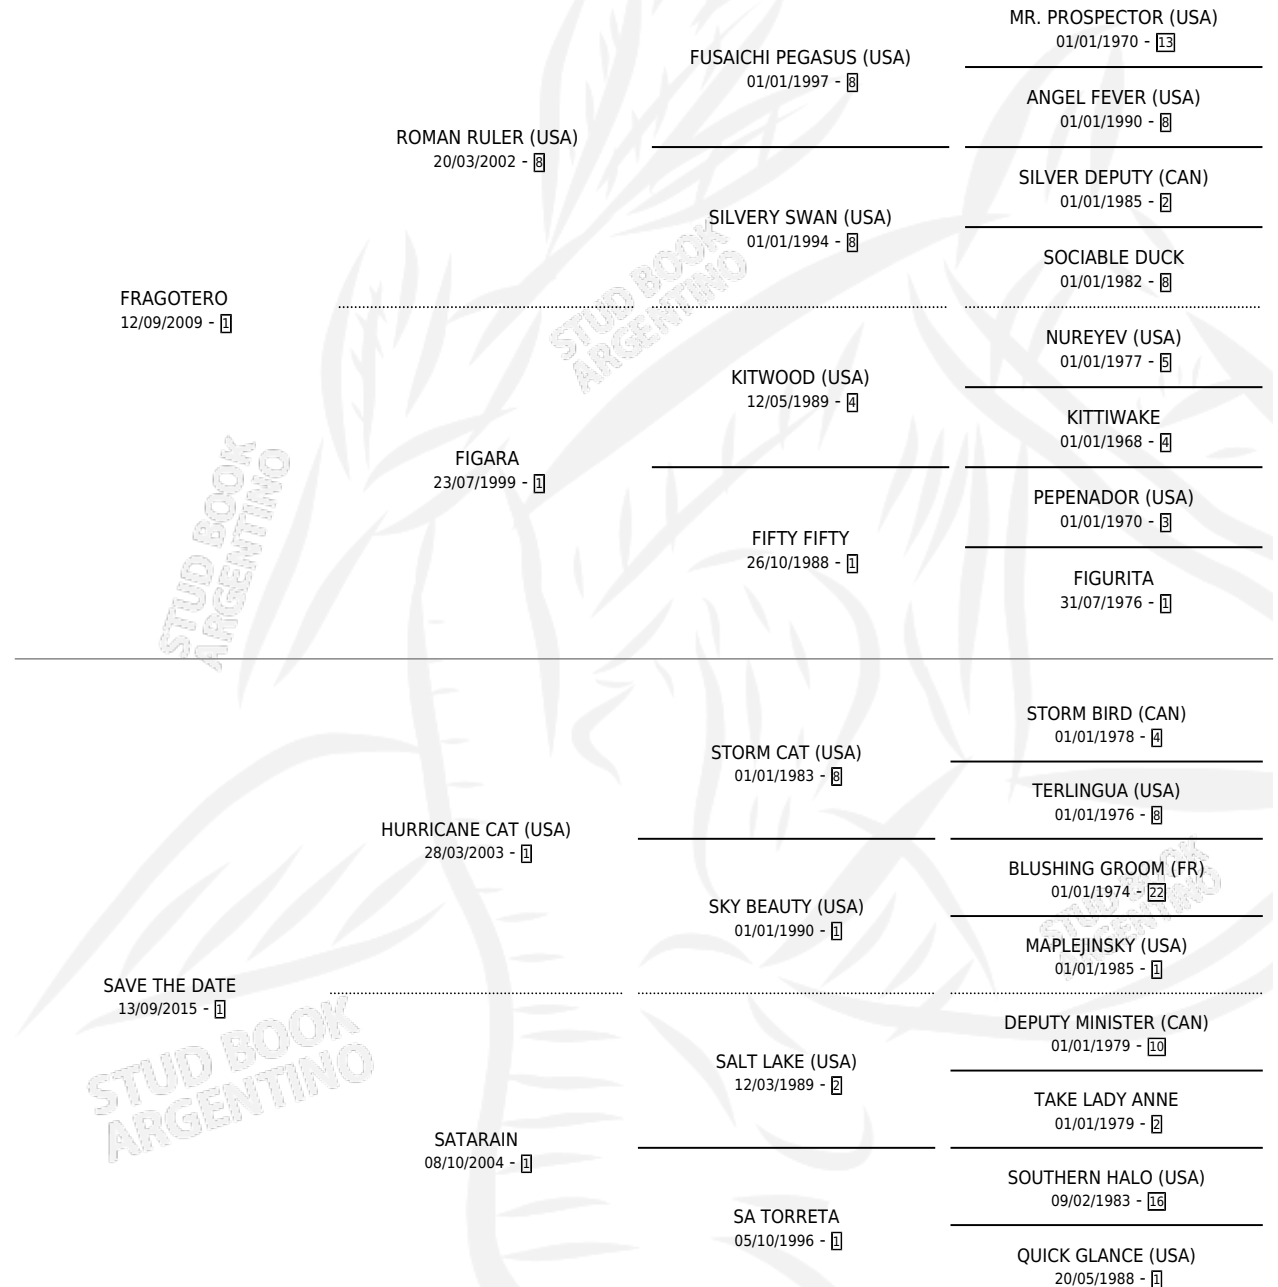 MR. PROSPECTOR (USA)
01/01/1970 - 13
FUSAICHI PEGASUS (USA)
01/01/1997 - 8
ANGEL FEVER (USA)
01/01/1990 - 8
ROMAN RULER (USA)
20/03/2002 - 8
SILVER DEPUTY (CAN)
01/01/1985 - 2
SILVERY SWAN (USA)
01/01/1994 - 8
SOCIABLE DUCK
01/01/1982 - 8
FRAGOTERO
12/09/2009 - 1
NUREYEV (USA)
01/01/1977 - 5
KITWOOD (USA)
12/05/1989 - 4
KITTIWAKE
01/01/1968 - 4
FIGARA
23/07/1999 - 1
PEPENADOR (USA)
01/01/1970 - 3
FIFTY FIFTY
26/10/1988 - 1
FIGURITA
31/07/1976 - 1
STORM BIRD (CAN)
01/01/1978 - 4
STORM CAT (USA)
01/01/1983 - 8
TERLINGUA (USA)
01/01/1976 - 8
HURRICANE CAT (USA)
28/03/2003 - 1
BLUSHING GROOM (FR)
01/01/1974 - 22
SKY BEAUTY (USA)
01/01/1990 - 1
MAPLEJINSKY (USA)
01/01/1985 - 1
SAVE THE DATE
13/09/2015 - 1
DEPUTY MINISTER (CAN)
01/01/1979 - 10
SALT LAKE (USA)
12/03/1989 - 2
TAKE LADY ANNE
01/01/1979 - 2
SATARAIN
08/10/2004 - 1
SOUTHERN HALO (USA)
09/02/1983 - 16
SA TORRETA
05/10/1996 - 1
QUICK GLANCE (USA)
20/05/1988 - 1
STUD BOOK
ARGENTINO
STUD BOOK
ARGENTINO
STUD BOOK
ARGENTINO
STUD BOOK
ARGENTINO